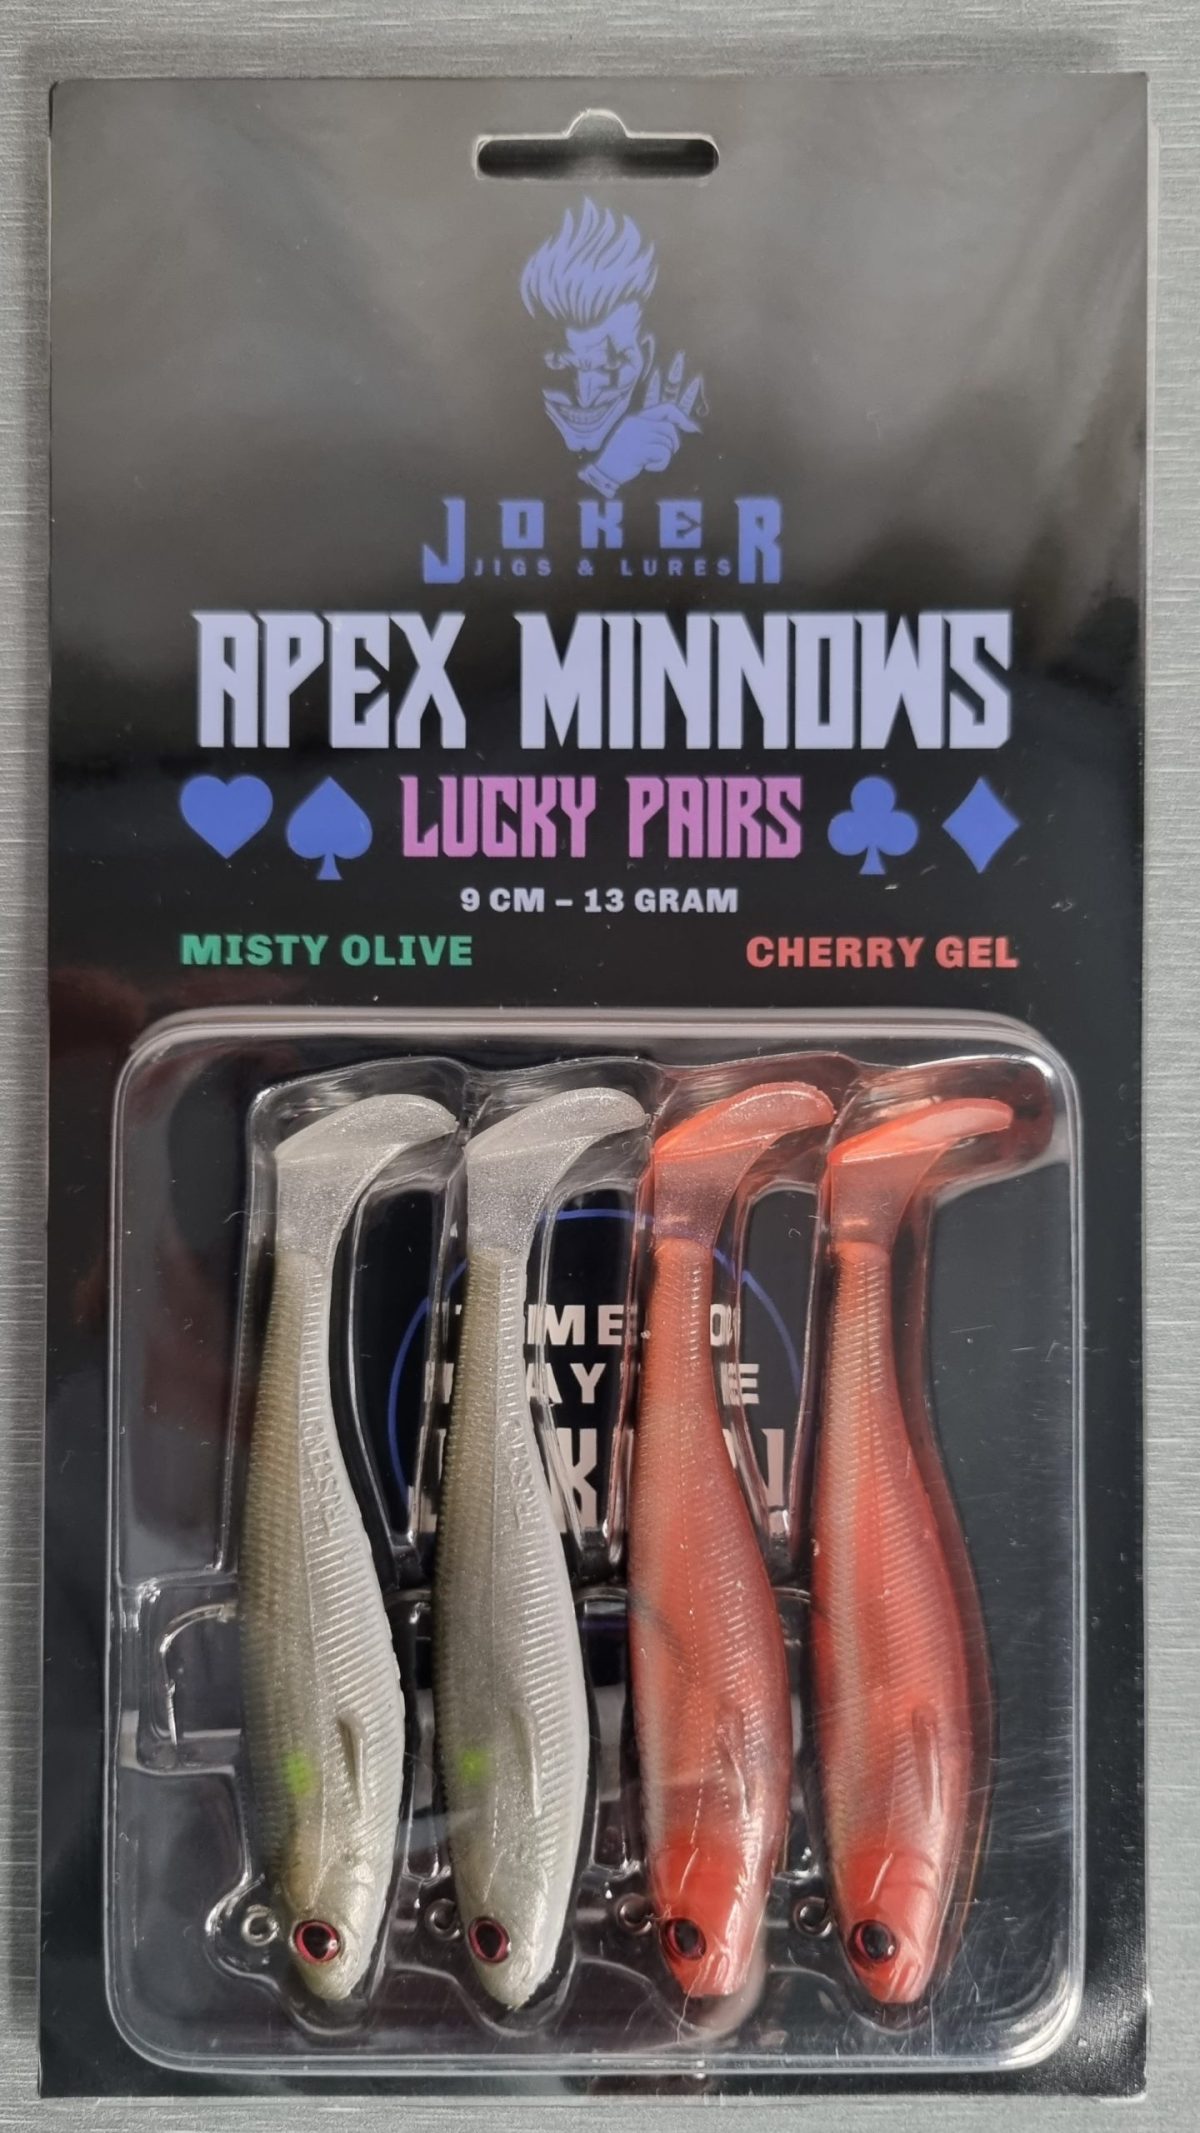 JOKER
JIGS & LURES
APEX MINNOWS
LUCKY PAIRS
9 CM – 13 GRAM
MISTY OLIVE CHERRY GEL